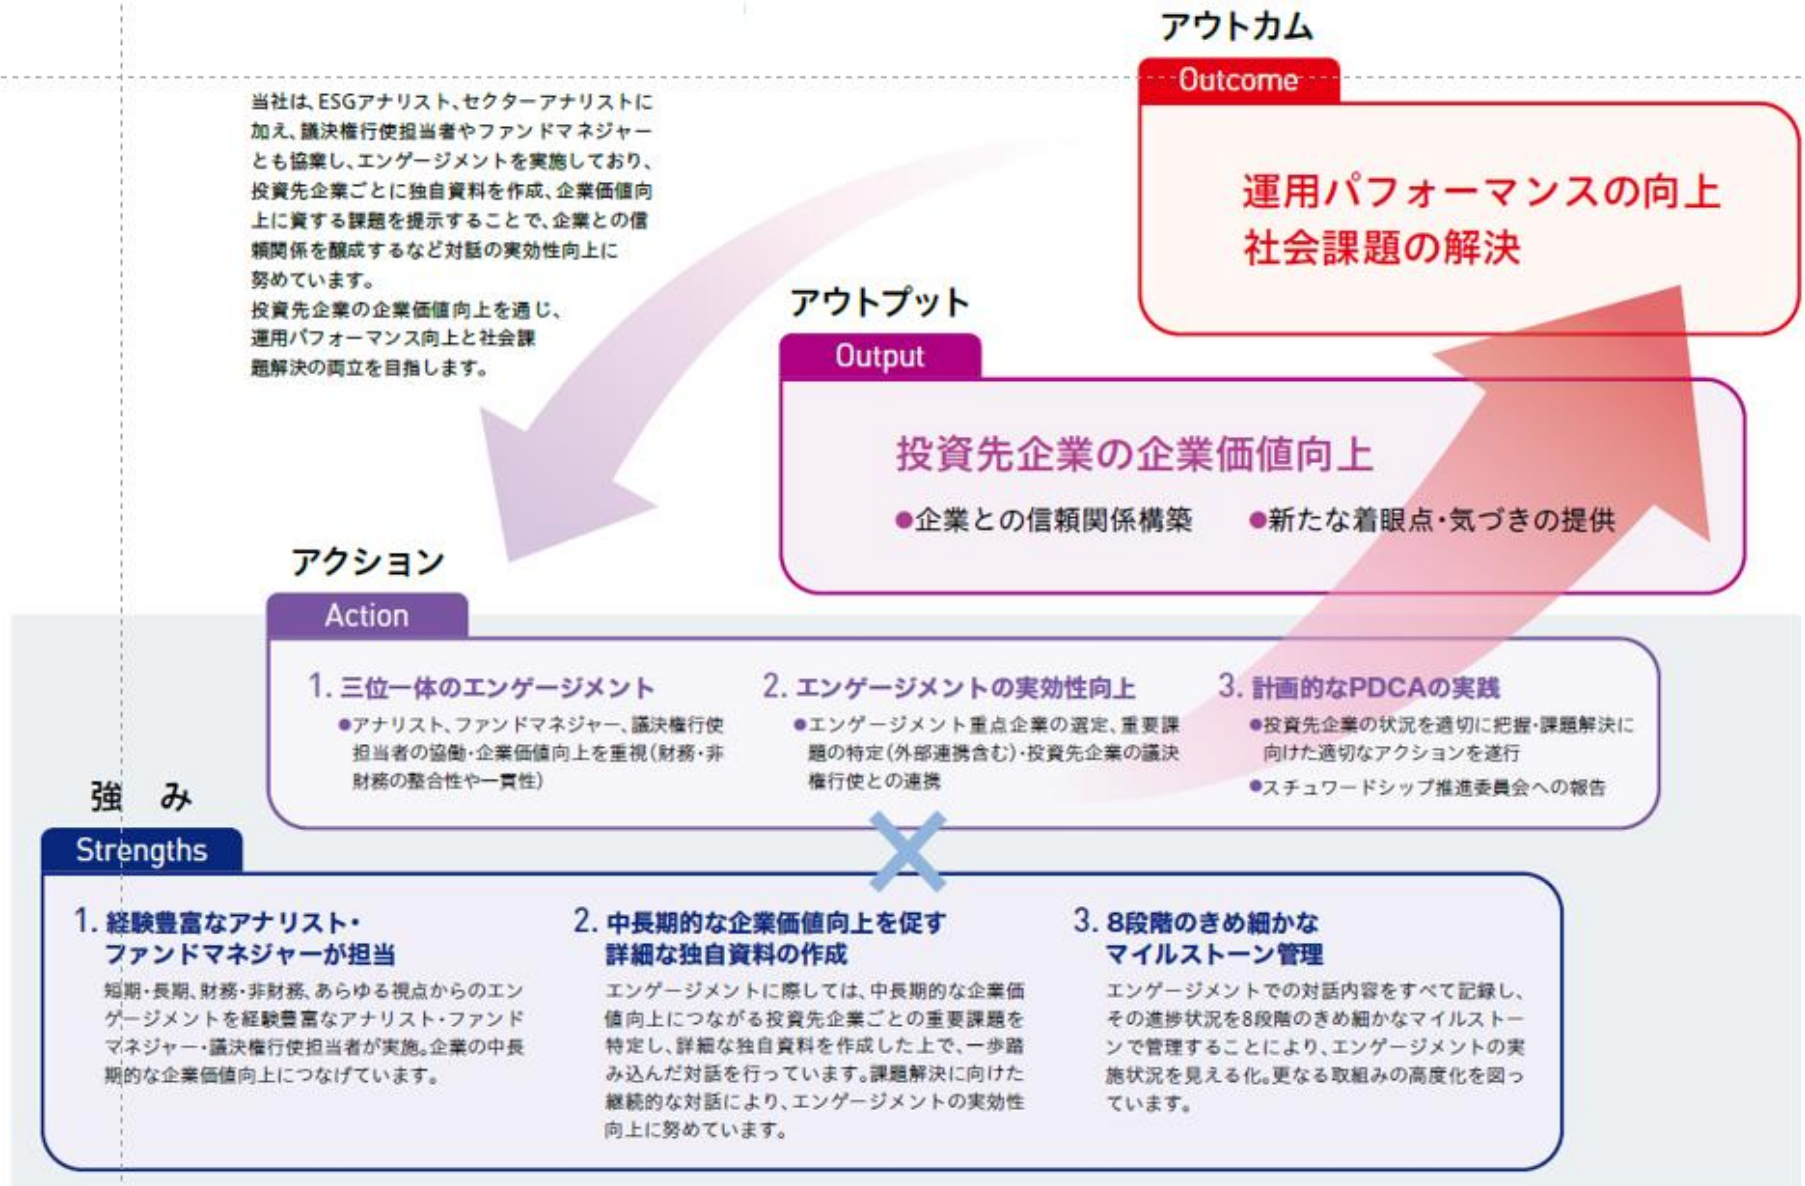 アウトカム
Outcome
運用パフォーマンスの向上
社会課題の解決
当社は、ESGアナリスト、セクターアナリストに
加え、議決権行使担当者やファンドマネジャー
とも協業し、エンゲージメントを実施しており、
投資先企業ごとに独自資料を作成、企業価値向
上に資する課題を提示することで、企業との信
頼関係を醸成するなど対話の実効性向上に
努めています。
投資先企業の企業価値向上を通じ、
運用パフォーマンス向上と社会課
題解決の両立を目指します。
アウトプット
Output
投資先企業の企業価値向上
●企業との信頼関係構築
●新たな着眼点・気づきの提供
アクション
Action
1. 三位一体のエンゲージメント
●アナリスト、ファンドマネジャー、議決権行使
担当者の協働・企業価値向上を重視(財務・非
財務の整合性や一貫性)
2. エンゲージメントの実効性向上
●エンゲージメント重点企業の選定、重要課
題の特定(外部連携含む)・投資先企業の議決
権行使との連携
3. 計画的なPDCAの実践
●投資先企業の状況を適切に把握・課題解決に
向けた適切なアクションを遂行
●スチュワードシップ推進委員会への報告
強 み
Strengths
1. 経験豊富なアナリスト・
ファンドマネジャーが担当
短期・長期、財務・非財務、あらゆる視点からのエン
ゲージメントを経験豊富なアナリスト・ファンド
マネジャー・議決権行使担当者が実施。企業の中長
期的な企業価値向上につなげています。
2. 中長期的な企業価値向上を促す
詳細な独自資料の作成
エンゲージメントに際しては、中長期的な企業価
値向上につながる投資先企業ごとの重要課題を
特定し、詳細な独自資料を作成した上で、一歩踏
み込んだ対話を行っています。課題解決に向けた
継続的な対話により、エンゲージメントの実効性
向上に努めています。
3. 8段階のきめ細かな
マイルストーン管理
エンゲージメントでの対話内容をすべて記録し、
その進捗状況を8段階のきめ細かなマイルストー
ンで管理することにより、エンゲージメントの実
施状況を見える化。更なる取組みの高度化を図っ
ています。